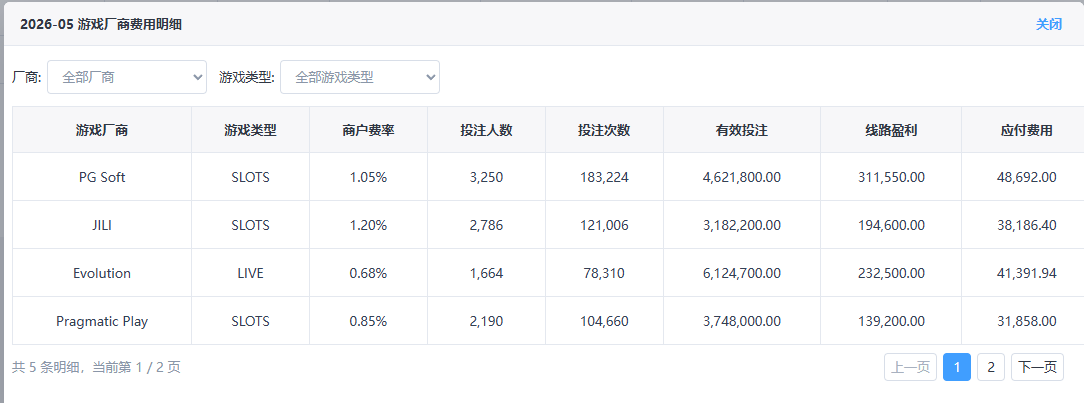 2026-05 游戏厂商费用明细 关闭
厂商: 全部厂商 游戏类型: 全部游戏类型
游戏厂商 游戏类型 商户费率 投注人数 投注次数 有效投注 线路盈利 应付费用
PG Soft SLOTS 1.05% 3,250 183,224 4,621,800.00 311,550.00 48,692.00
JILI SLOTS 1.20% 2,786 121,006 3,182,200.00 194,600.00 38,186.40
Evolution LIVE 0.68% 1,664 78,310 6,124,700.00 232,500.00 41,391.94
Pragmatic Play SLOTS 0.85% 2,190 104,660 3,748,000.00 139,200.00 31,858.00
共 5 条明细，当前第 1 / 2 页 上一页 1 2 下一页